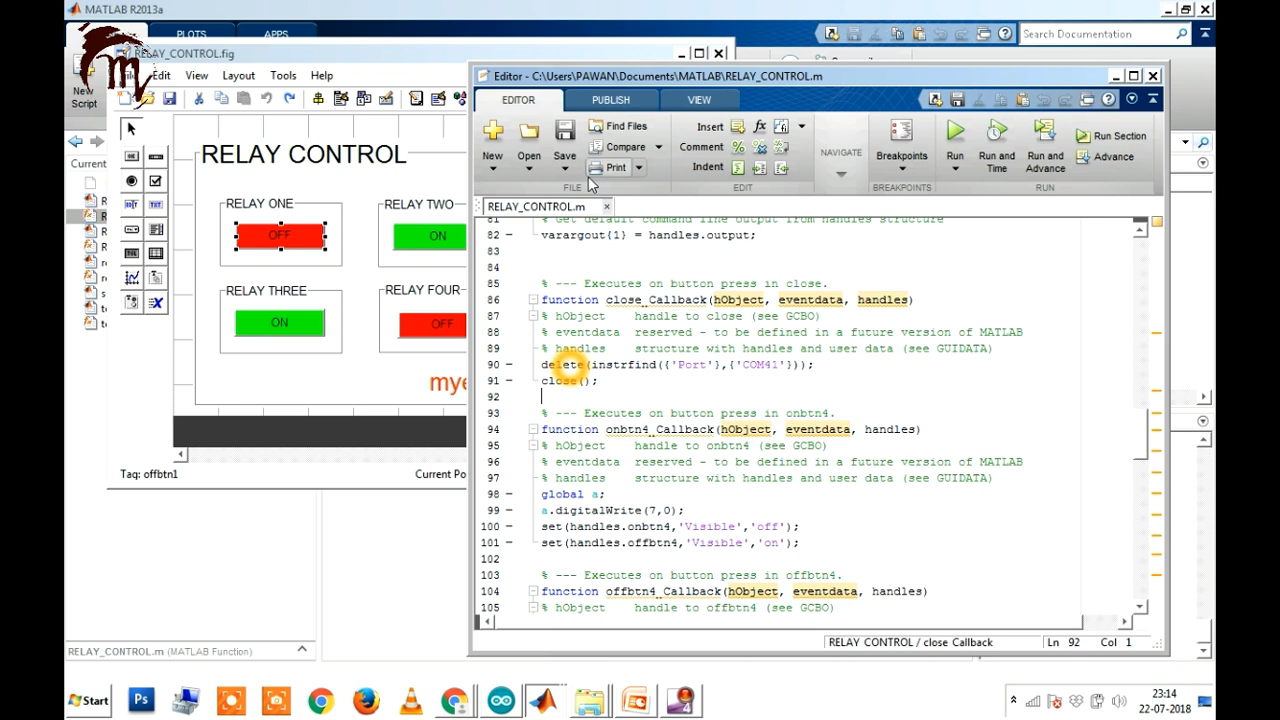 MATLAB R2013a
PLOTS
APPS
Search Documentation
New
Script
Current
RELAY_CONTROL.fig
Edit
View
Layout
Tools
Help
RELAY CONTROL
RELAY ONE
OFF
RELAY TWO
ON
RELAY THREE
ON
RELAY FOUR
OFF
Tag: offbtn1
Current Po
RELAY_CONTROL.m (MATLAB Function)
Editor - C:\Users\PAWAN\Documents\MATLAB\RELAY_CONTROL.m
EDITOR
PUBLISH
VIEW
New
Open
Save
Find Files
Compare
Print
FILE
Insert
Comment
Indent
EDIT
NAVIGATE
Breakpoints
BREAKPOINTS
Run
Run and
Time
Run and
Advance
Run Section
Advance
RUN
RELAY_CONTROL.m
81 % Get default command line output from handles structure
82 – varargout{1} = handles.output;
83
84
85 % --- Executes on button press in close.
86 function close_Callback(hObject, eventdata, handles)
87 % hObject    handle to close (see GCBO)
88 % eventdata  reserved - to be defined in a future version of MATLAB
89 % handles    structure with handles and user data (see GUIDATA)
90 – delete(instrfind({'Port'},{'COM41'}));
91 – close();
92
93 % --- Executes on button press in onbtn4.
94 function onbtn4_Callback(hObject, eventdata, handles)
95 % hObject    handle to onbtn4 (see GCBO)
96 % eventdata  reserved - to be defined in a future version of MATLAB
97 % handles    structure with handles and user data (see GUIDATA)
98 – global a;
99 – a.digitalWrite(7,0);
100 – set(handles.onbtn4,'Visible','off');
101 – set(handles.offbtn4,'Visible','on');
102
103 % --- Executes on button press in offbtn4.
104 function offbtn4_Callback(hObject, eventdata, handles)
105 % hObject    handle to offbtn4 (see GCBO)
RELAY CONTROL / close Callback
Ln 92 Col 1
Start
23:14
22-07-2018